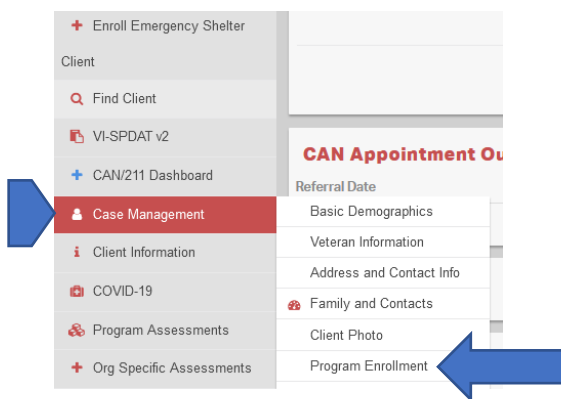 Enroll Emergency Shelter
Client
Find Client
VI-SPDAT v2
CAN/211 Dashboard
Case Management
Client Information
COVID-19
Program Assessments
Org Specific Assessments
CAN Appointment Ou
Referral Date
Basic Demographics
Veteran Information
Address and Contact Info
Family and Contacts
Client Photo
Program Enrollment